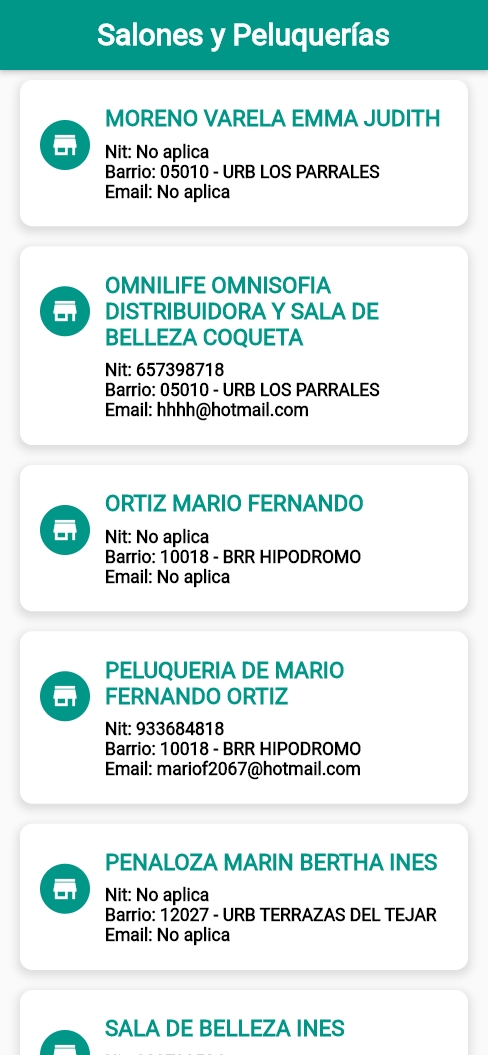 Salones y Peluquerías
MORENO VARELA EMMA JUDITH
Nit: No aplica
Barrio: 05010 - URB LOS PARRALES
Email: No aplica
OMNILIFE OMNISOFIA
DISTRIBUIDORA Y SALA DE
BELLEZA COQUETA
Nit: 657398718
Barrio: 05010 - URB LOS PARRALES
Email: hhhh@hotmail.com
ORTIZ MARIO FERNANDO
Nit: No aplica
Barrio: 10018 - BRR HIPODROMO
Email: No aplica
PELUQUERIA DE MARIO
FERNANDO ORTIZ
Nit: 933684818
Barrio: 10018 - BRR HIPODROMO
Email: mariof2067@hotmail.com
PENALOZA MARIN BERTHA INES
Nit: No aplica
Barrio: 12027 - URB TERRAZAS DEL TEJAR
Email: No aplica
SALA DE BELLEZA INES